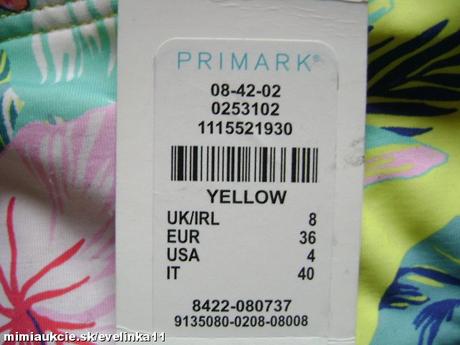 PRIMARK®
08-42-02
0253102
1115521930
YELLOW
UK/IRL 8
EUR 36
USA 4
IT 40
8422-080737
9135080-0208-08008
mimiaukcie.sk/evelinka11